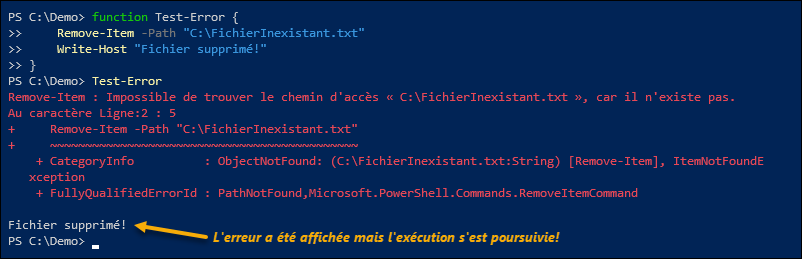 PS C:\Demo> function Test-Error {
>>     Remove-Item -Path "C:\FichierInexistant.txt"
>>     Write-Host "Fichier supprimé!"
>> }
PS C:\Demo> Test-Error
Remove-Item : Impossible de trouver le chemin d'accès « C:\FichierInexistant.txt », car il n'existe pas.
Au caractère Ligne:2 : 5
+     Remove-Item -Path "C:\FichierInexistant.txt"
+     ~~~~~~~~~~~~~~~~~~~~~~~~~~~~~~~~~~~~~~~~~~~~
    + CategoryInfo          : ObjectNotFound: (C:\FichierInexistant.txt:String) [Remove-Item], ItemNotFoundE
   xception
    + FullyQualifiedErrorId : PathNotFound,Microsoft.PowerShell.Commands.RemoveItemCommand
Fichier supprimé!
L'erreur a été affichée mais l'exécution s'est poursuivie!
PS C:\Demo>